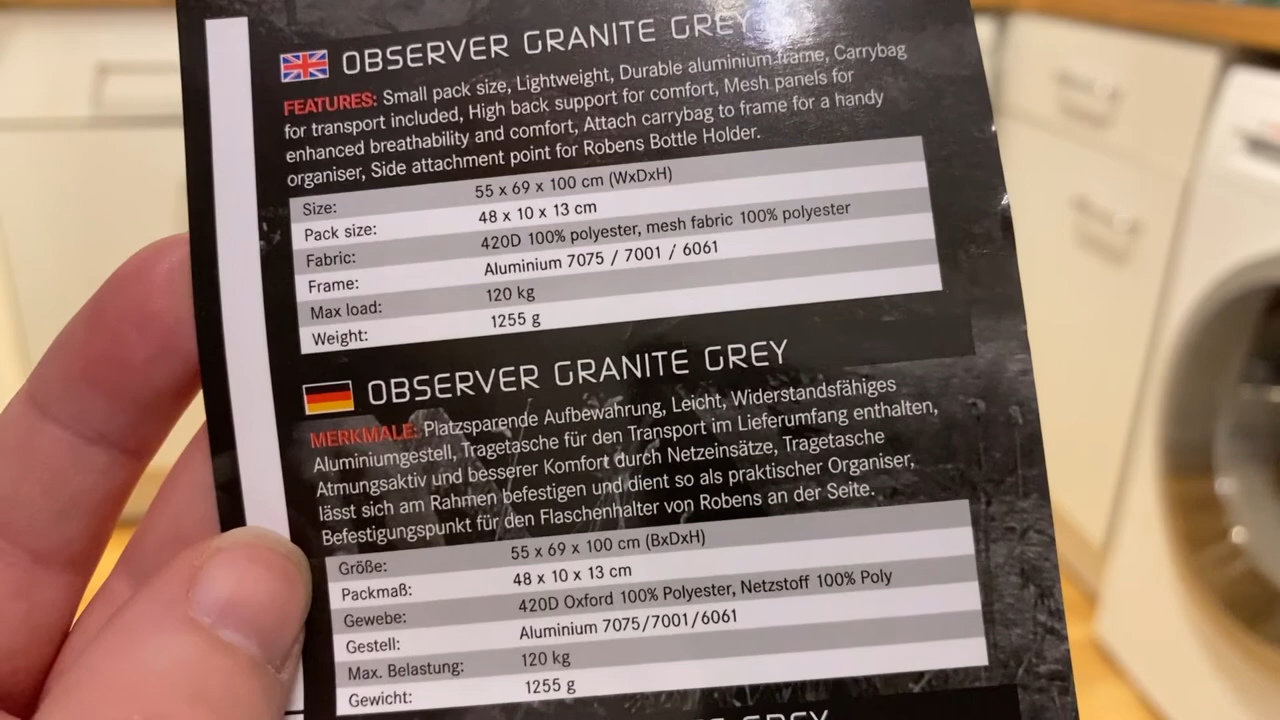 OBSERVER GRANITE GREY
FEATURES: Small pack size, Lightweight, Durable aluminium frame, Carrybag
for transport included, High back support for comfort, Mesh panels for
enhanced breathability and comfort, Attach carrybag to frame for a handy
organiser, Side attachment point for Robens Bottle Holder.
Size: 55 x 69 x 100 cm (WxDxH)
Pack size: 48 x 10 x 13 cm
Fabric: 420D 100% polyester, mesh fabric 100% polyester
Frame: Aluminium 7075 / 7001 / 6061
Max load: 120 kg
Weight: 1255 g
OBSERVER GRANITE GREY
MERKMALE: Platzsparende Aufbewahrung, Leicht, Widerstandsfähiges
Aluminiumgestell, Tragetasche für den Transport im Lieferumfang enthalten,
Atmungsaktiv und besserer Komfort durch Netzeinsätze, Tragetasche
lässt sich am Rahmen befestigen und dient so als praktischer Organiser,
Befestigungspunkt für den Flaschenhalter von Robens an der Seite.
Größe: 55 x 69 x 100 cm (BxDxH)
Packmaß: 48 x 10 x 13 cm
Gewebe: 420D Oxford 100% Polyester, Netzstoff 100% Poly
Gestell: Aluminium 7075/7001/6061
Max. Belastung: 120 kg
Gewicht: 1255 g
GREY